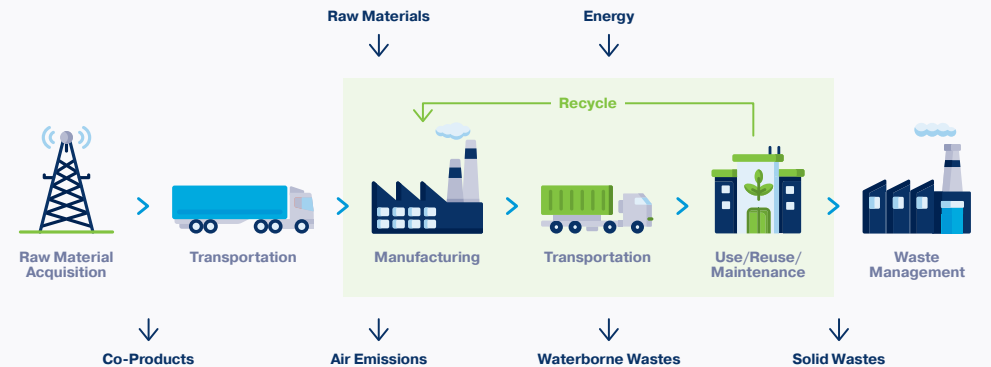 Raw Materials
Energy
Recycle
Raw Material
Acquisition
Transportation
Manufacturing
Transportation
Use/Reuse/
Maintenance
Waste
Management
Co-Products
Air Emissions
Waterborne Wastes
Solid Wastes